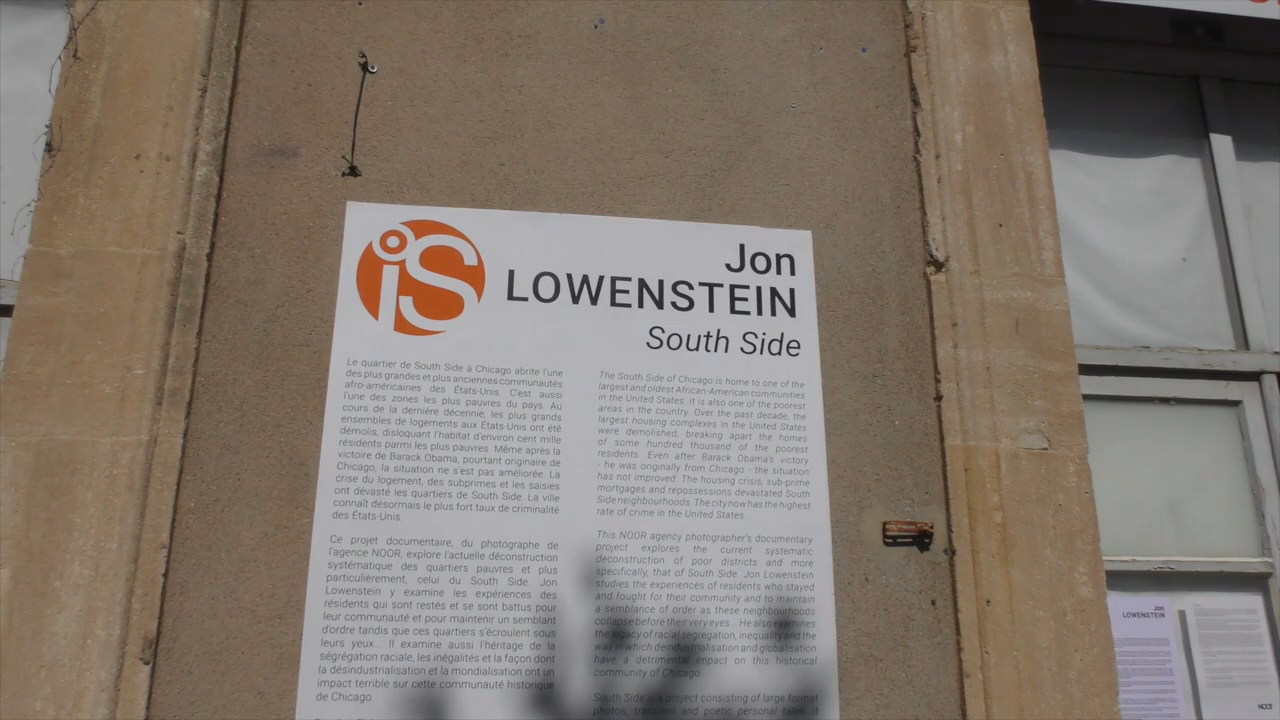 iS
Jon
LOWENSTEIN
South Side
Le quartier de South Side à Chicago abrite l'une
des plus grandes et plus anciennes communautés
afro-américaines des États-Unis. C'est aussi
l'une des zones les plus pauvres du pays. Au
cours de la dernière décennie, les plus grands
ensembles de logements aux États-Unis ont été
démolis, disloquant l'habitat d'environ cent mille
résidents parmi les plus pauvres. Même après la
victoire de Barack Obama, pourtant originaire de
Chicago, la situation ne s'est pas améliorée. La
crise du logement, des subprimes et les saisies
ont dévasté les quartiers de South Side. La ville
connaît désormais le plus fort taux de criminalité
des États-Unis.
Ce projet documentaire, du photographe de
l'agence NOOR, explore l'actuelle déconstruction
systématique des quartiers pauvres et plus
particulièrement, celui du South Side. Jon
Lowenstein y examine les expériences des
résidents qui sont restés et se sont battus pour
leur communauté et pour maintenir un semblant
d'ordre tandis que ces quartiers s'écroulent sous
leurs yeux... Il examine aussi l'héritage de la
ségrégation raciale, les inégalités et la façon dont
la désindustrialisation et la mondialisation ont un
impact terrible sur cette communauté historique
de Chicago
The South Side of Chicago is home to one of the
largest and oldest African-American communities
in the United States. It is also one of the poorest
areas in the country. Over the past decade, the
largest housing complexes in the United States
were demolished, breaking apart the homes
of some hundred thousand of the poorest
residents. Even after Barack Obama's victory
- he was originally from Chicago - the situation
has not improved. The housing crisis, sub-prime
mortgages and repossessions devastated South
Side neighbourhoods. The city now has the highest
rate of crime in the United States.
This NOOR agency photographer's documentary
project explores the current systematic
deconstruction of poor districts and more
specifically, that of South Side. Jon Lowenstein
studies the experiences of residents who stayed
and fought for their community and to maintain
a semblance of order as these neighbourhoods
collapse before their very eyes... He also examines
the legacy of racial segregation, inequality and the
way in which deindustrialisation and globalisation
have a detrimental impact on this historical
community of Chicago.
South Side is a project consisting of large format
photos, transient and poetic personal tales. It
Jon
LOWENSTEIN
NOOR